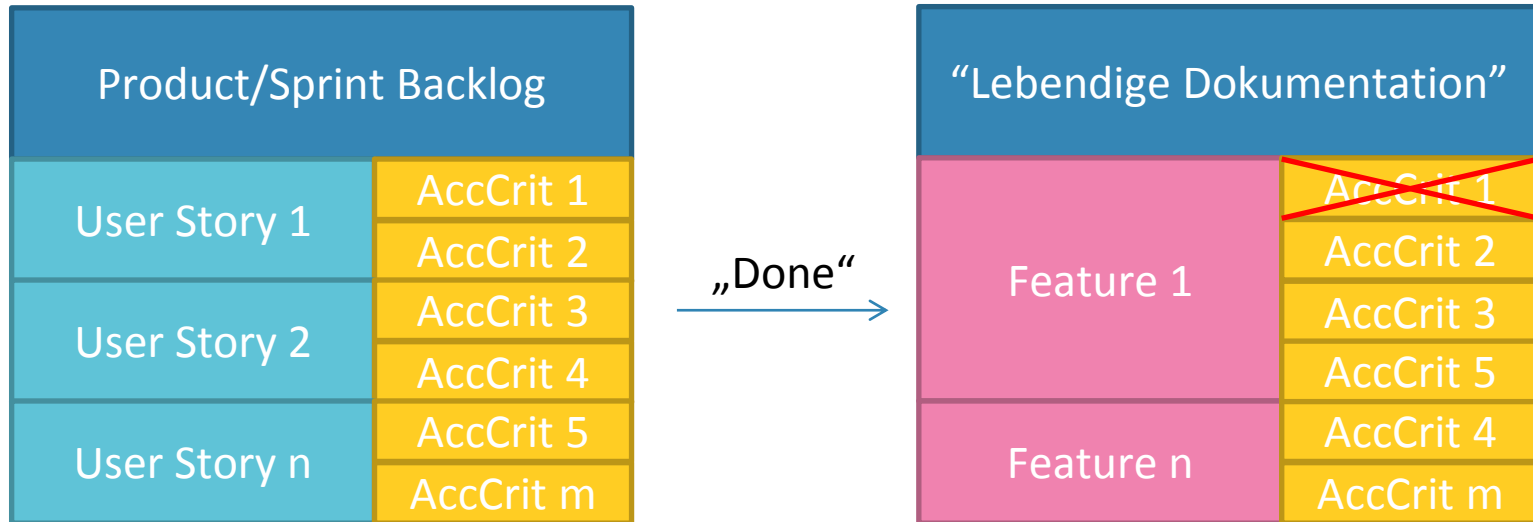 Product/Sprint Backlog
User Story 1
AccCrit 1
AccCrit 2
User Story 2
AccCrit 3
AccCrit 4
User Story n
AccCrit 5
AccCrit m
„Done“
“Lebendige Dokumentation”
Feature 1
AccCrit 1
AccCrit 2
AccCrit 3
AccCrit 5
Feature n
AccCrit 4
AccCrit m